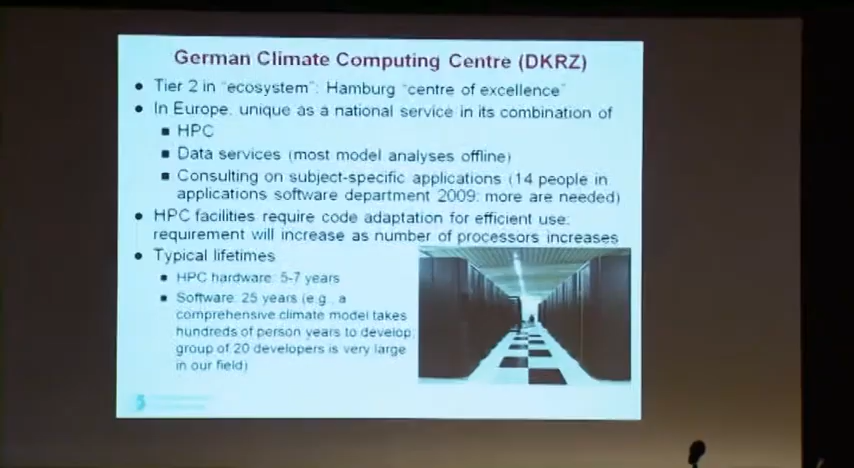 German Climate Computing Centre (DKRZ)
• Tier 2 in "ecosystem": Hamburg "centre of excellence"
• In Europe, unique as a national service in its combination of
■ HPC
■ Data services (most model analyses offline)
■ Consulting on subject-specific applications (14 people in
applications software department 2009: more are needed)
• HPC facilities require code adaptation for efficient use:
requirement will increase as number of processors increases
• Typical lifetimes
■ HPC hardware: 5-7 years
■ Software: 25 years (e.g., a
comprehensive climate model takes
hundreds of person years to develop;
group of 20 developers is very large
in our field)